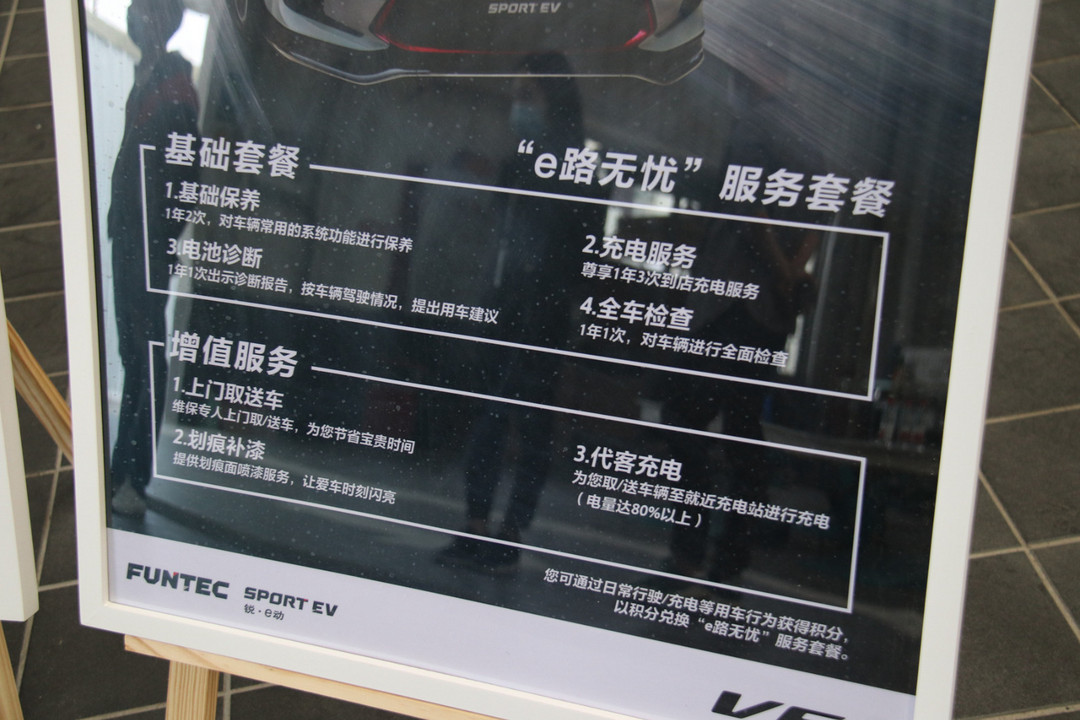 SPORT EV
“e路无忧”服务套餐
基础套餐
1.基础保养
1年2次，对车辆常用的系统功能进行保养
2.充电服务
尊享1年3次到店充电服务
3.电池诊断
1年1次出示诊断报告，按车辆驾驶情况，提出用车建议
4.全车检查
1年1次，对车辆进行全面检查
增值服务
1.上门取送车
维保专人上门取/送车，为您节省宝贵时间
2.划痕补漆
提供划痕面喷漆服务，让爱车时刻闪亮
3.代客充电
为您取/送车辆至就近充电站进行充电
（电量达80%以上）
您可通过日常行驶/充电等用车行为获得积分，
以积分兑换“e路无忧”服务套餐。
FUNTEC SPORT EV
锐·e动